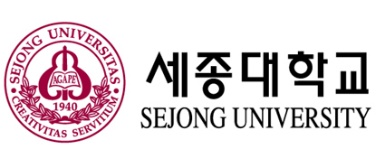 SEJONG UNIVERSITAS
AGAPE
1940
CREATIVITAS SERVITIUM
세종대학교
SEJONG UNIVERSITY